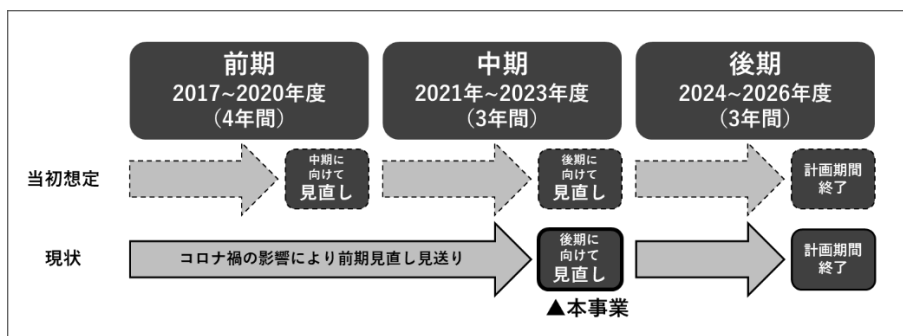 前期
2017~2020年度
（4年間）
中期
2021年~2023年度
（3年間）
後期
2024~2026年度
（3年間）
当初想定
中期に
向けて
見直し
後期に
向けて
見直し
計画期間
終了
現状
コロナ禍の影響により前期見直し見送り
後期に
向けて
見直し
計画期間
終了
▲本事業